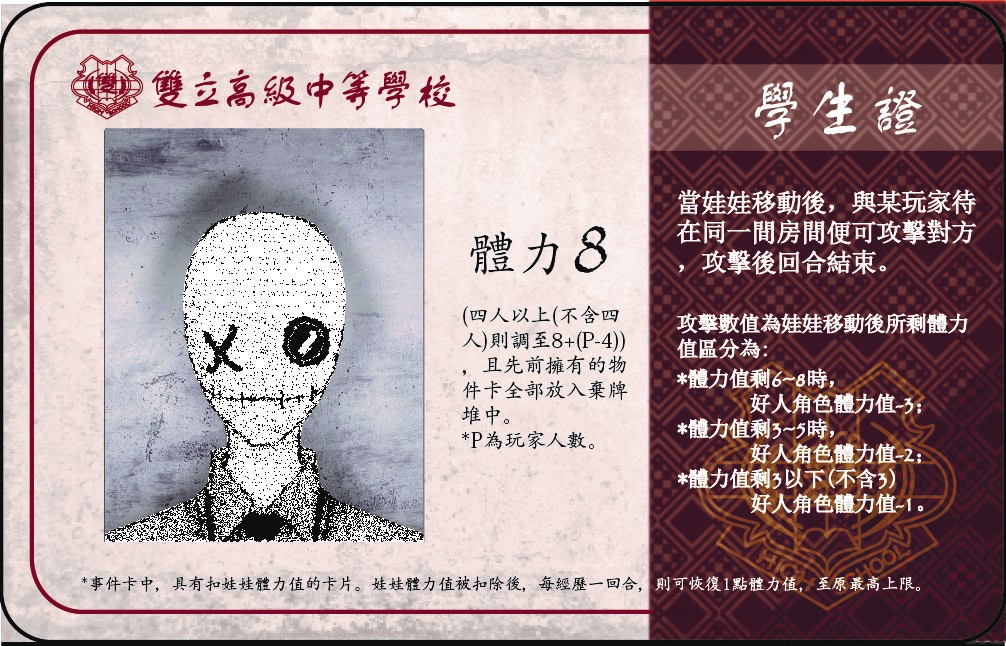 雙
雙立高級中等學校
體力8
(四人以上(不含四
人)則調至8+(P-4))
，且先前擁有的物
件卡全部放入棄牌
堆中。
*P為玩家人數。
學生證
當娃娃移動後，與某玩家待
在同一間房間便可攻擊對方
，攻擊後回合結束。
攻擊數值為娃娃移動後所剩體力
值區分為:
*體力值剩6~8時，
好人角色體力值-3;
*體力值剩3~5時，
好人角色體力值-2;
*體力值剩3以下(不含3)
好人角色體力值-1。
*事件卡中，具有扣娃娃體力值的卡片。娃娃體力值被扣除後，每經歷一回合，則可恢復1點體力值，至原最高上限。